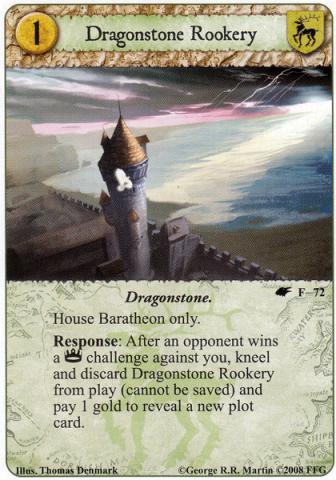 1
Dragonstone Rookery
F 72
Dragonstone.
House Baratheon only.
Response: After an opponent wins
a challenge against you, kneel
and discard Dragonstone Rookery
from play (cannot be saved) and
pay 1 gold to reveal a new plot
card.
Illus. Thomas Denmark ©George R.R. Martin ©2008 FFG